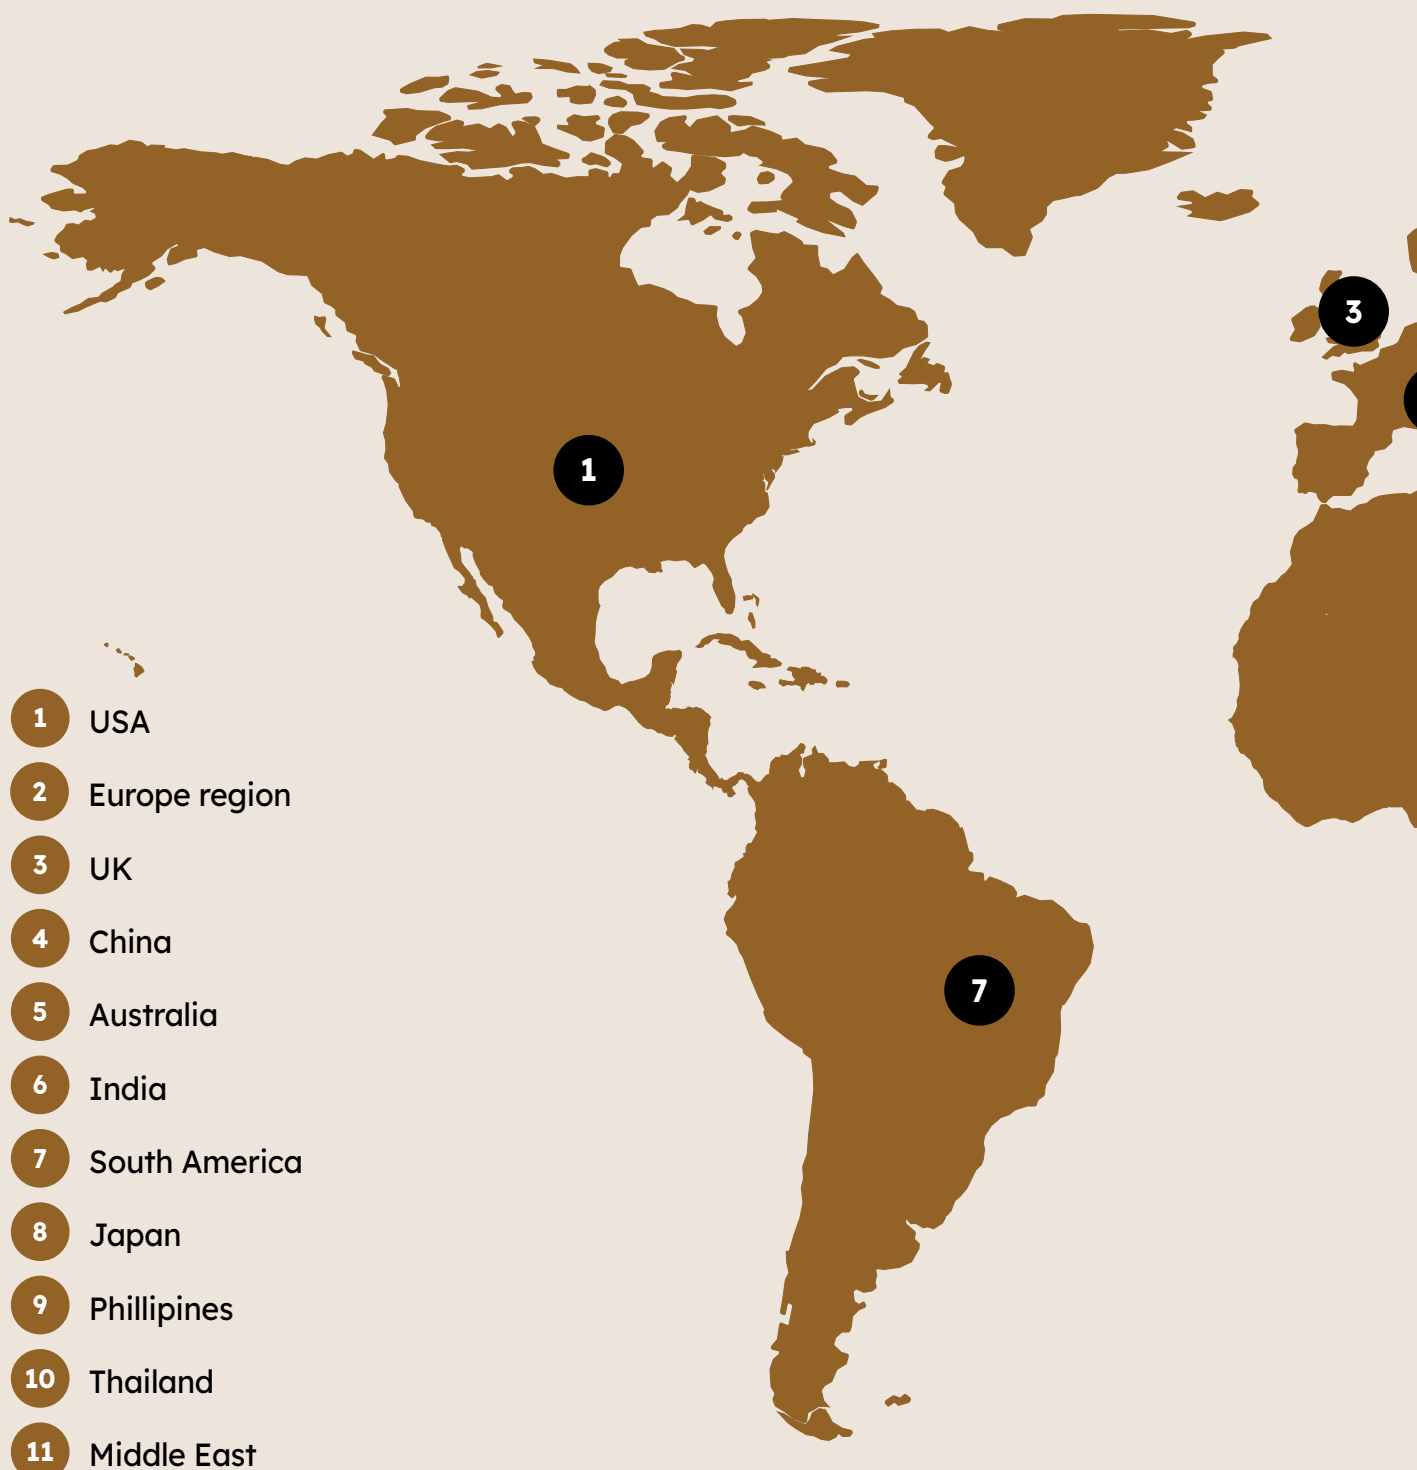 3
1
7
1 USA
2 Europe region
3 UK
4 China
5 Australia
6 India
7 South America
8 Japan
9 Phillipines
10 Thailand
11 Middle East